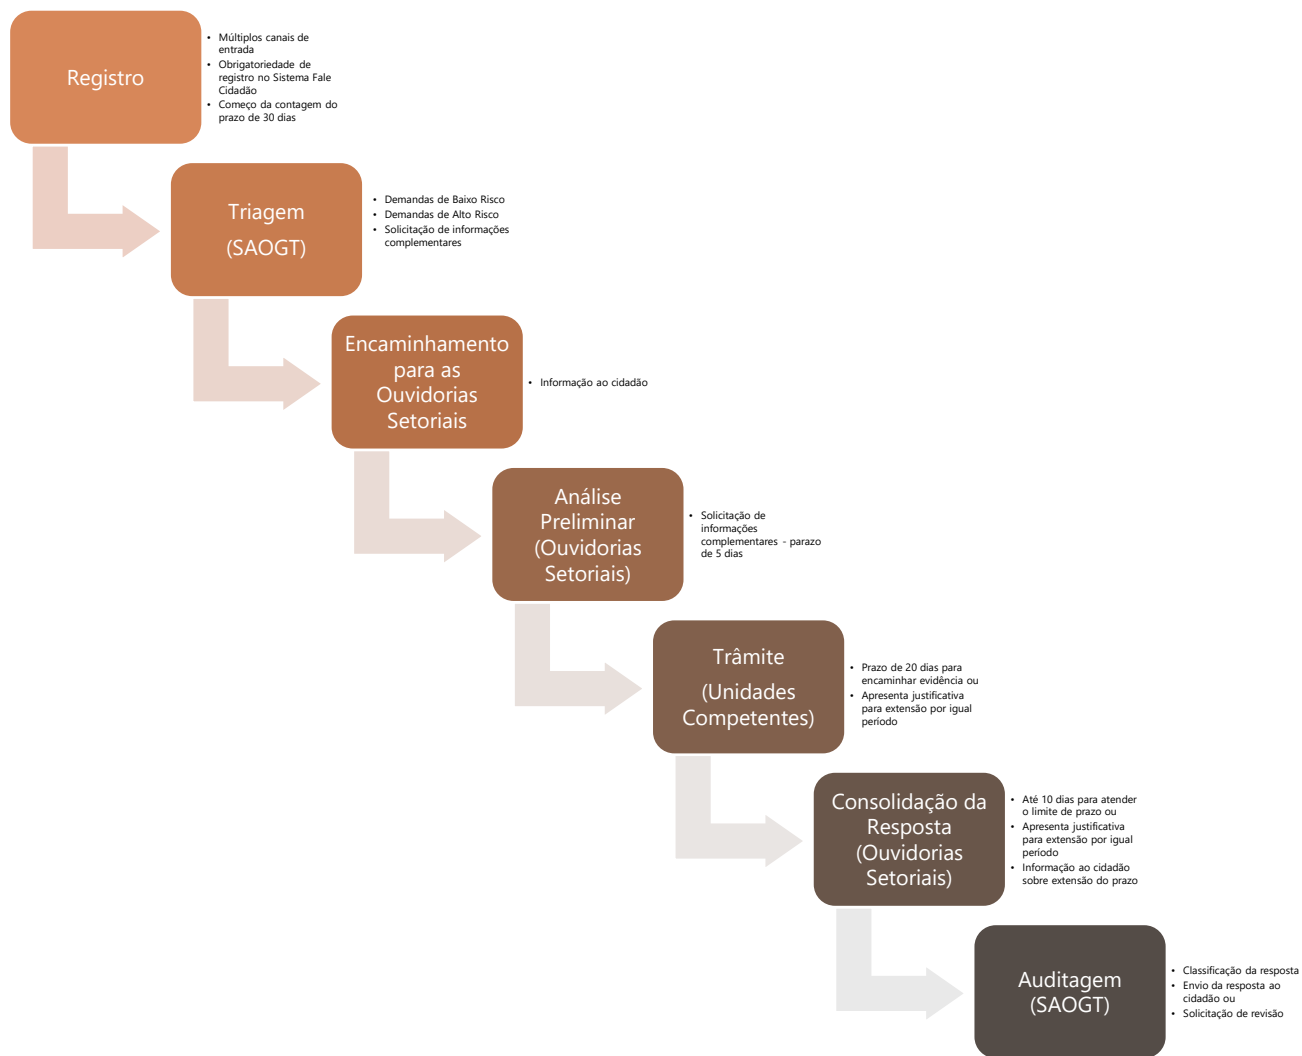 Registro
• Múltiplos canais de
entrada
• Obrigatoriedade de
registro no Sistema Fale
Cidadão
• Começo da contagem do
prazo de 30 dias
Triagem
(SAOGT)
• Demandas de Baixo Risco
• Demandas de Alto Risco
• Solicitação de informações
complementares
Encaminhamento
para as
Ouvidorias
Setoriais
• Informação ao cidadão
Análise
Preliminar
(Ouvidorias
Setoriais)
• Solicitação de
informações
complementares - parazo
de 5 dias
Trâmite
(Unidades
Competentes)
• Prazo de 20 dias para
encaminhar evidência ou
• Apresenta justificativa
para extensão por igual
período
Consolidação da
Resposta
(Ouvidorias
Setoriais)
• Até 10 dias para atender
o limite de prazo ou
• Apresenta justificativa
para extensão por igual
período
• Informação ao cidadão
sobre extensão do prazo
Auditagem
(SAOGT)
• Classificação da resposta
• Envio da resposta ao
cidadão ou
• Solicitação de revisão